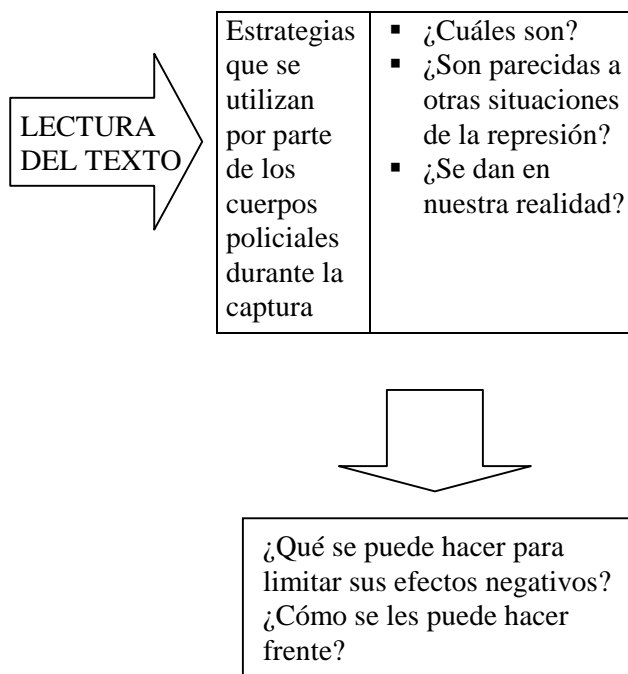 LECTURA
DEL TEXTO
Estrategias
que se
utilizan
por parte
de los
cuerpos
policiales
durante la
captura
▪ ¿Cuáles son?
▪ ¿Son parecidas a
otras situaciones
de la represión?
▪ ¿Se dan en
nuestra realidad?
¿Qué se puede hacer para
limitar sus efectos negativos?
¿Cómo se les puede hacer
frente?